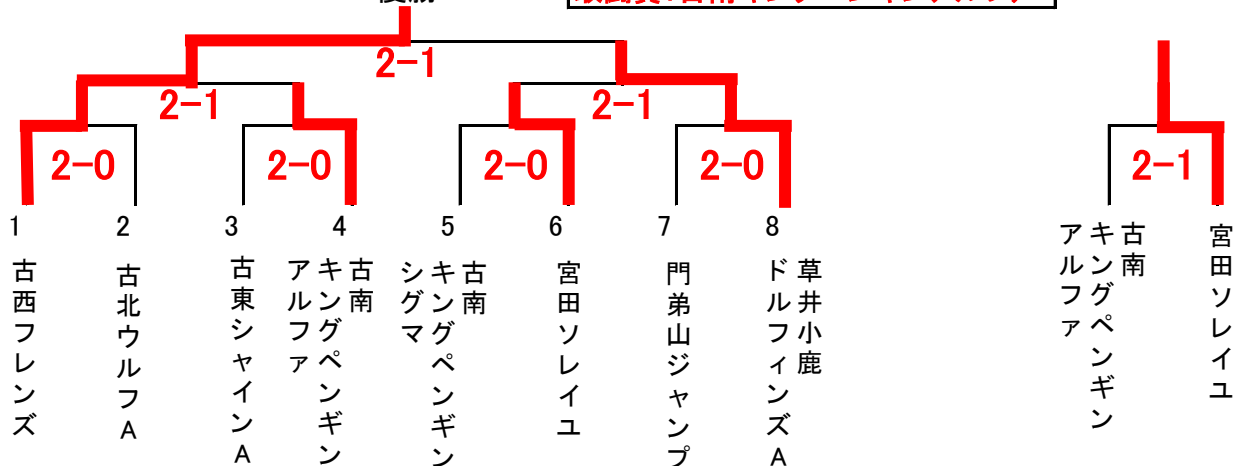 2-1
2-1
2-1
2-0
2-0
2-0
2-0
2-1
1
2
3
4
5
6
7
8
古西フレンズ
古北ウルフA
古東シャインA
古南
キングペンギン
アルファ
古南
キングペンギン
シグマ
宮田ソレイユ
門弟山ジャンプ
草井小鹿
ドルフィンズA
古南
キングペンギン
アルファ
宮田ソレイユ